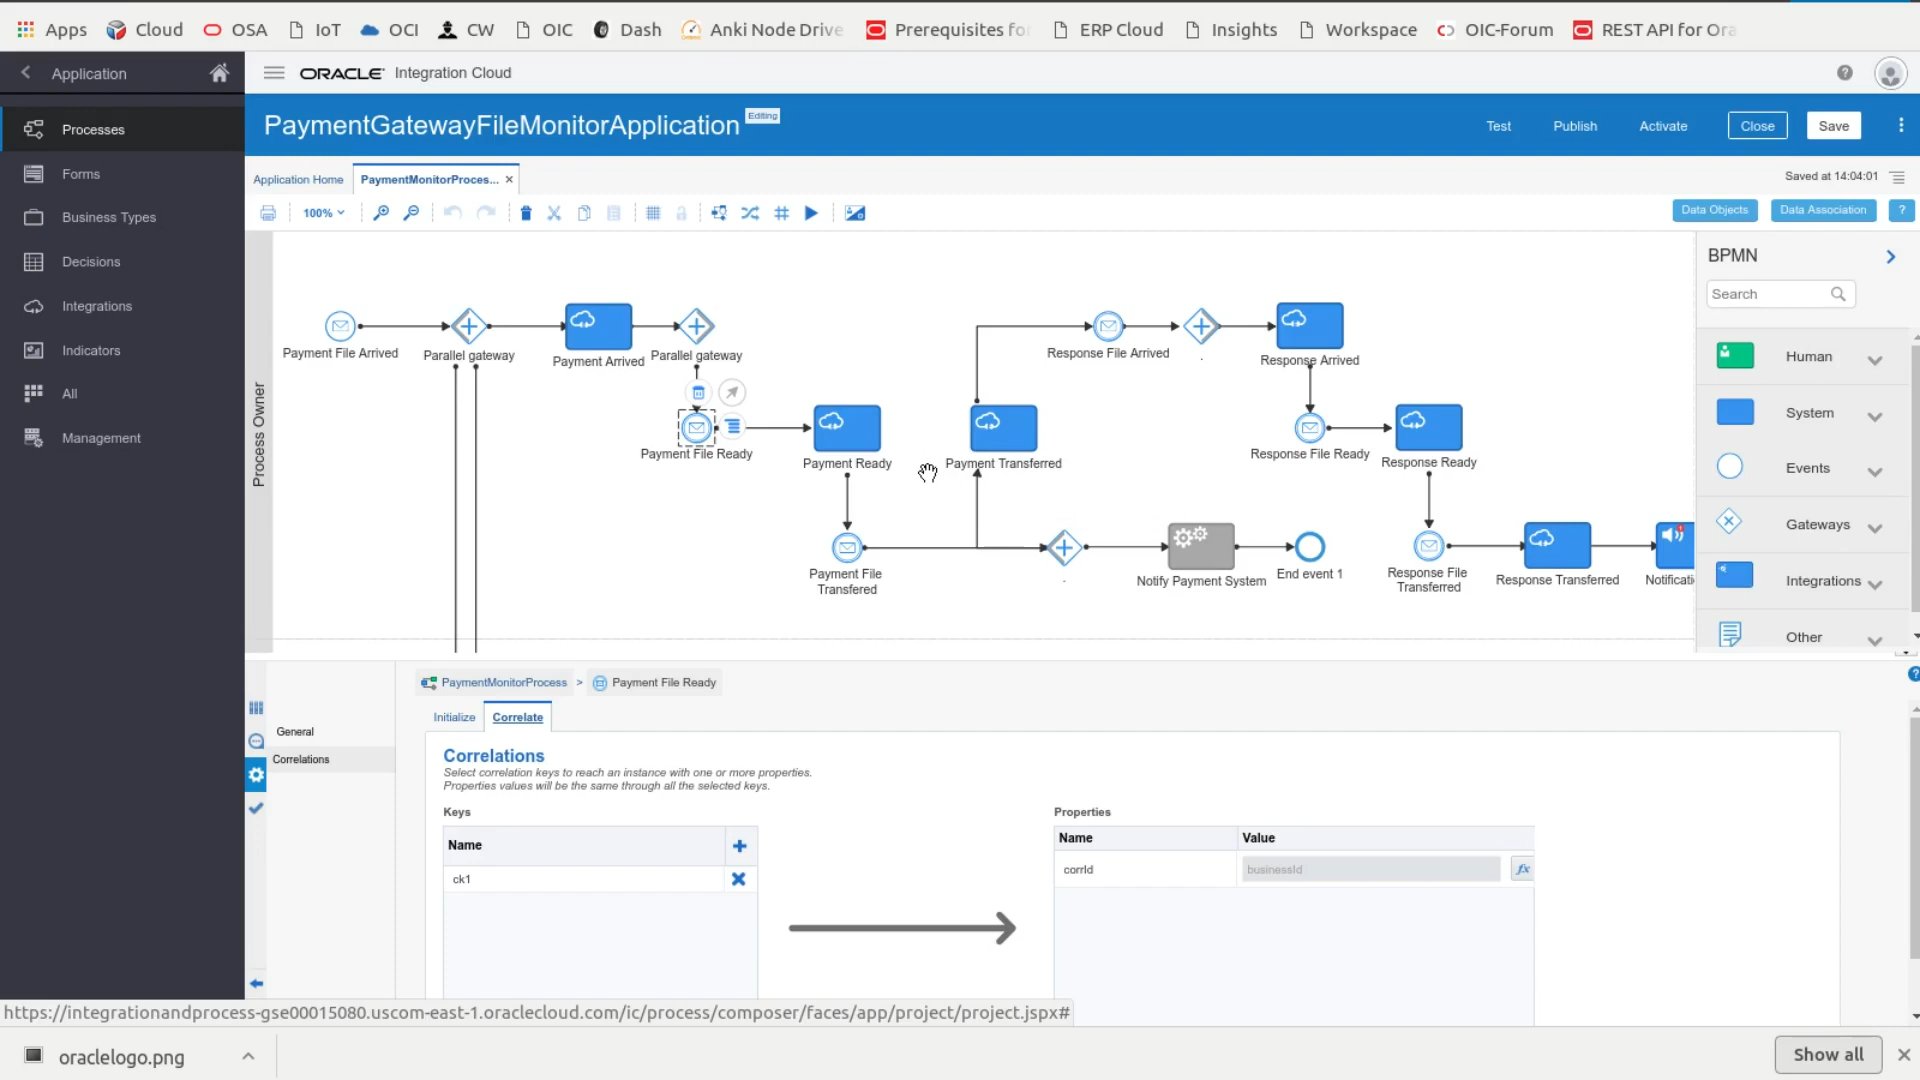 Apps Cloud OSA IoT OCI CW OIC Dash Anki Node Drive Prerequisites fo ERP Cloud Insights Workspace OIC-Forum REST API for Ora
Application
ORACLE Integration Cloud
Processes
Forms
Business Types
Decisions
Integrations
Indicators
All
Management
PaymentGatewayFileMonitorApplication Editing
Test Publish Activate Close Save
Application Home PaymentMonitorProces... ×
Saved at 14:04:01
100%
Data Objects Data Association ?
Process Owner
Payment File Arrived
Parallel gateway
Payment Arrived
Parallel gateway
Response File Arrived
.
Response Arrived
Payment File Ready
Payment Ready
Payment Transferred
Response File Ready
Response Ready
Payment File
Transfered
.
Notify Payment System
End event 1
Response File
Transferred
Response Transferred
Notificati
BPMN
Search
Human
System
Events
Gateways
Integrations
Other
PaymentMonitorProcess > Payment File Ready
General
Correlations
Initialize Correlate
Correlations
Select correlation keys to reach an instance with one or more properties.
Properties values will be the same through all the selected keys.
Keys
Name
ck1
Properties
Name Value
corrId businessId fx
https://integrationandprocess-gse00015080.uscom-east-1.oraclecloud.com/ic/process/composer/faces/app/project/project.jspx#
oraclelogo.png
Show all